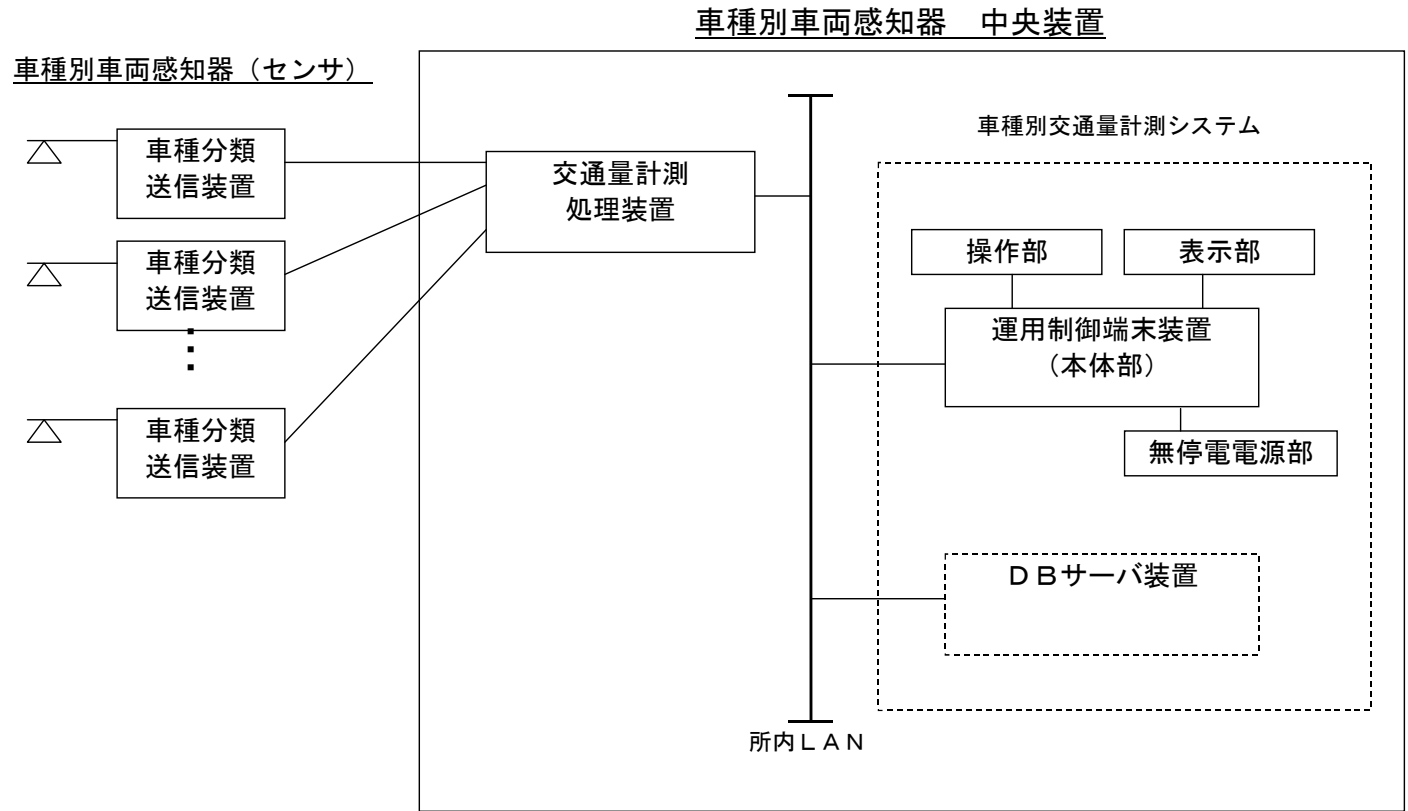 車種別車両感知器　中央装置
車種別車両感知器（センサ）
車種分類
送信装置
車種分類
送信装置
車種分類
送信装置
交通量計測
処理装置
車種別交通量計測システム
操作部
表示部
運用制御端末装置
（本体部）
無停電電源部
ＤＢサーバ装置
所内ＬＡＮ